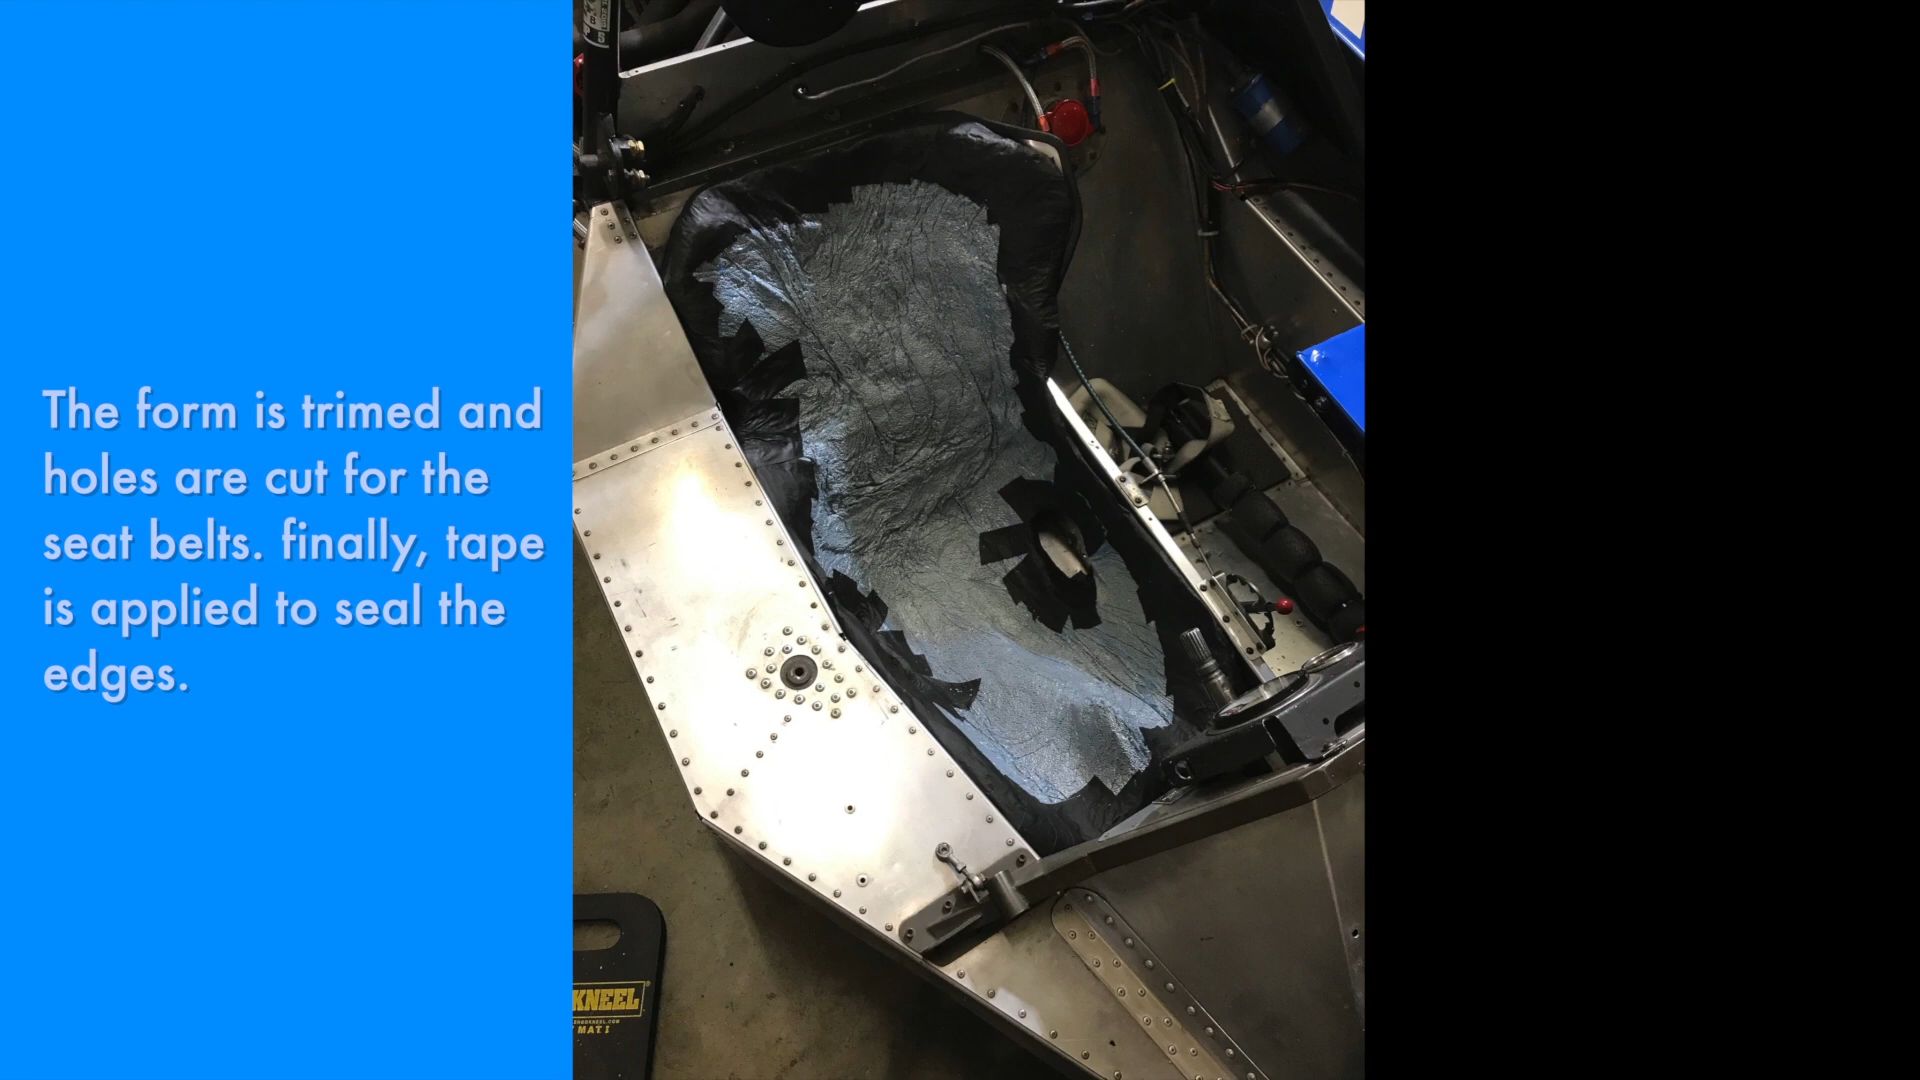 The form is trimed and
holes are cut for the
seat belts. finally, tape
is applied to seal the
edges.
KNEEL
MAT I